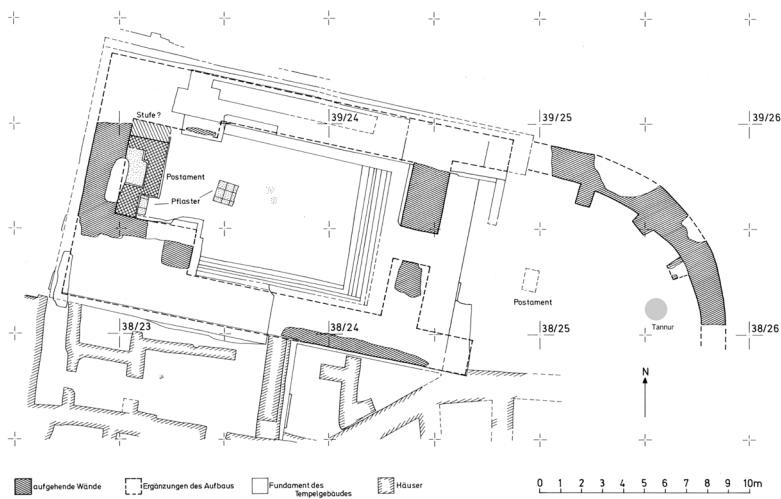 39/24
39/25
39/26
Stufe?
Postament
Pflaster
Postament
Tannur
38/23
38/24
38/25
38/26
N
aufgehende Wände
Ergänzungen des Aufbaus
Fundament des
Tempelgebäudes
Häuser
0 1 2 3 4 5 6 7 8 9 10m